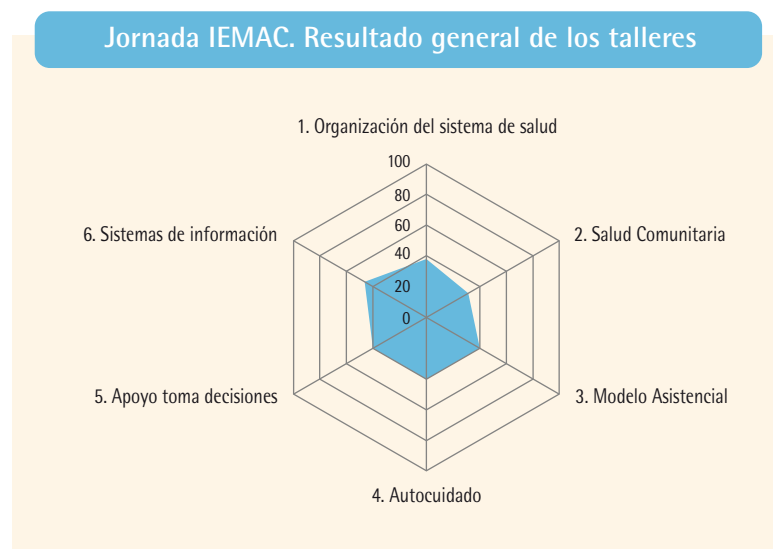 Jornada IEMAC. Resultado general de los talleres
1. Organización del sistema de salud
100
80
60
40
20
0
6. Sistemas de información
2. Salud Comunitaria
5. Apoyo toma decisiones
3. Modelo Asistencial
4. Autocuidado